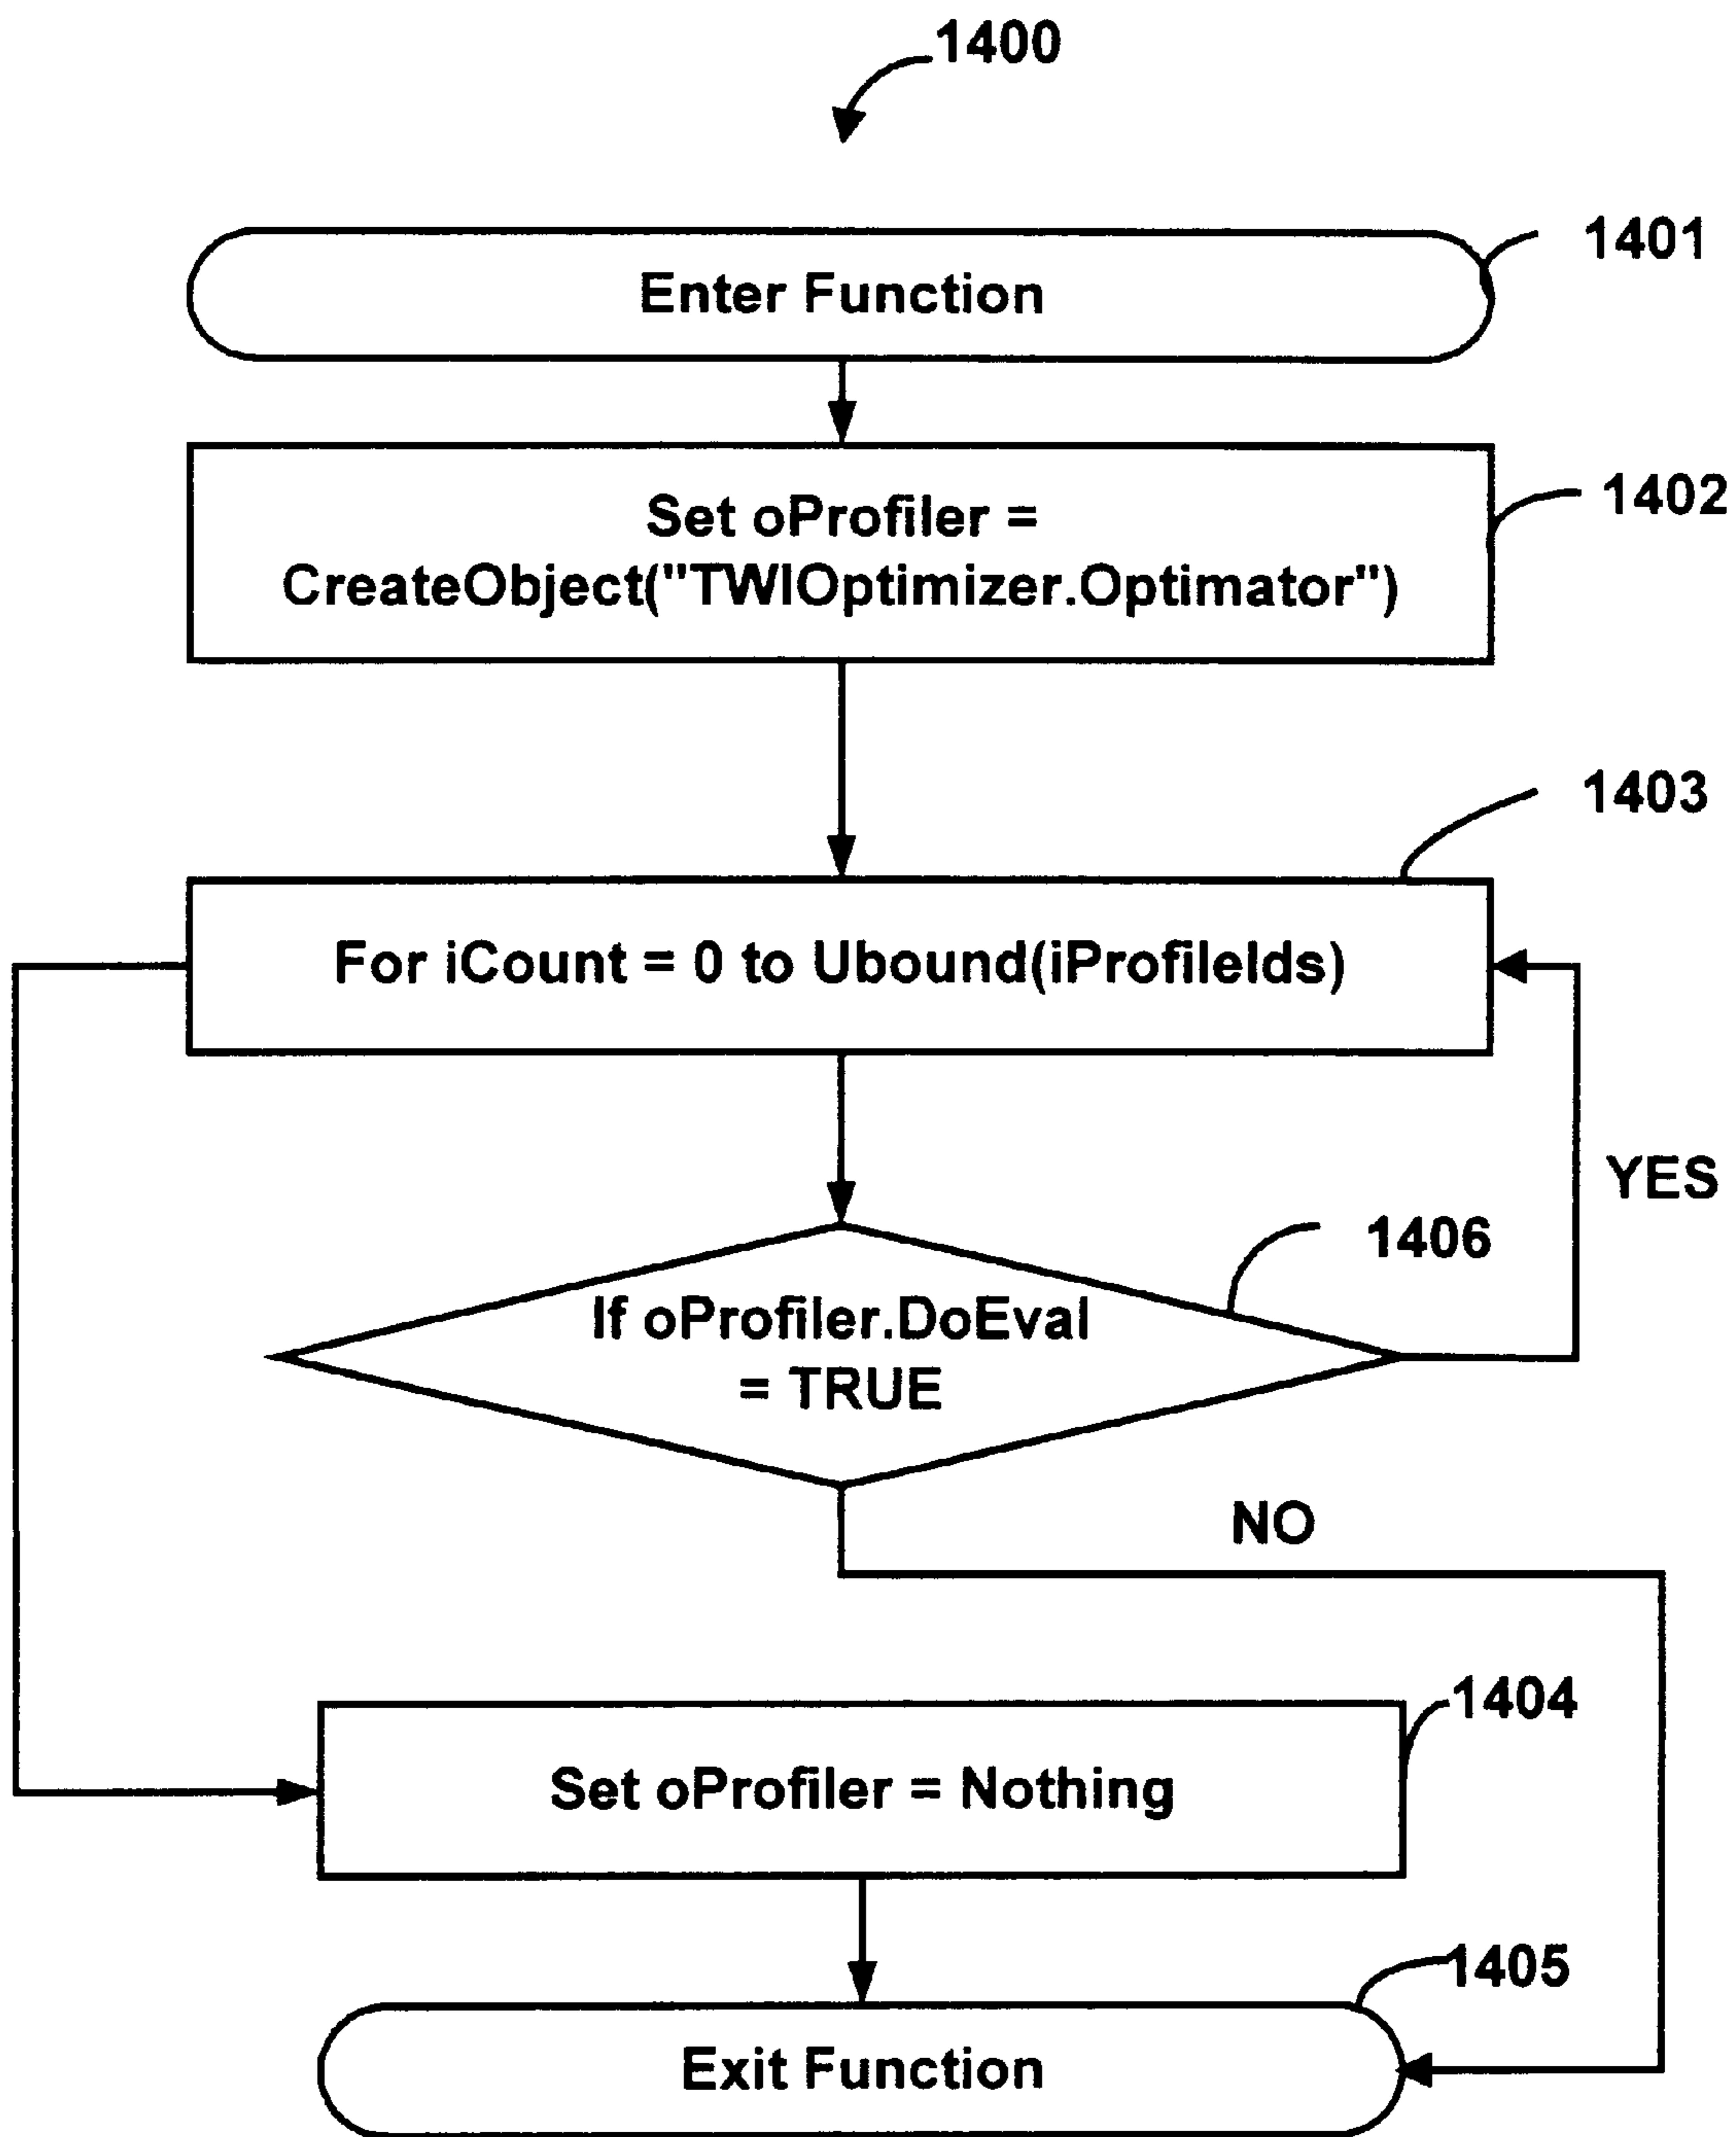 1400
1401
Enter Function
1402
Set oProfiler =
CreateObject("TWIOptimizer.Optimator")
1403
For iCount = 0 to Ubound(iProfileIds)
YES
1406
If oProfiler.DoEval
= TRUE
NO
1404
Set oProfiler = Nothing
1405
Exit Function